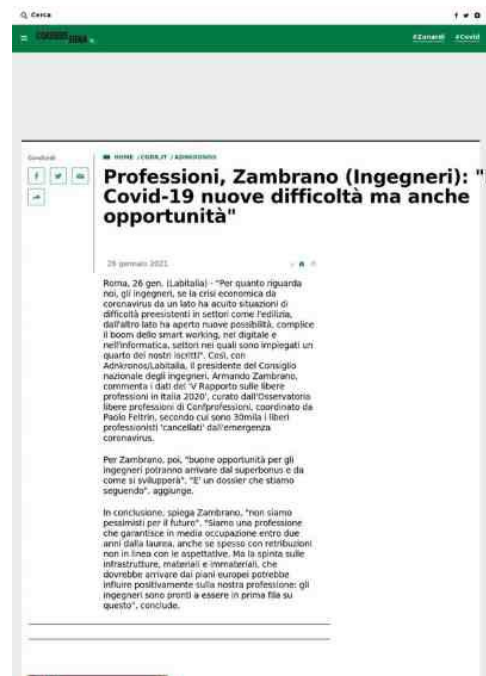 Cerca
#Zanardi #Covid
Condividi
HOME / CORR.IT / ADNKRONOS
Professioni, Zambrano (Ingegneri): "
Covid-19 nuove difficoltà ma anche
opportunità"
26 gennaio 2021
Roma, 26 gen. (Labitalia) - "Per quanto riguarda
noi, gli ingegneri, se la crisi economica da
coronavirus da un lato ha acuito situazioni di
difficoltà preesistenti in settori come l'edilizia,
dall'altro lato ha aperto nuove possibilità, complice
il boom dello smart working, nel digitale e
nell'informatica, settori nei quali sono impiegati un
quarto dei nostri iscritti". Così, con
Adnkronos/Labitalia, il presidente del Consiglio
nazionale degli ingegneri, Armando Zambrano,
commenta i dati del 'V Rapporto sulle libere
professioni in Italia 2020', curato dall'Osservatorio
libere professioni di Confprofessioni, coordinato da
Paolo Feltrin, secondo cui sono 30mila i liberi
professionisti 'cancellati' dall'emergenza
coronavirus.
Per Zambrano, poi, "buone opportunità per gli
ingegneri potranno arrivare dal superbonus e da
come si svilupperà". "E' un dossier che stiamo
seguendo", aggiunge.
In conclusione, spiega Zambrano, "non siamo
pessimisti per il futuro". "Siamo una professione
che garantisce in media occupazione entro due
anni dalla laurea, anche se spesso con retribuzioni
non in linea con le aspettative. Ma la spinta sulle
infrastrutture, materiali e immateriali, che
dovrebbe arrivare dai piani europei potrebbe
influire positivamente sulla nostra professione: gli
ingegneri sono pronti a essere in prima fila su
questo", conclude.